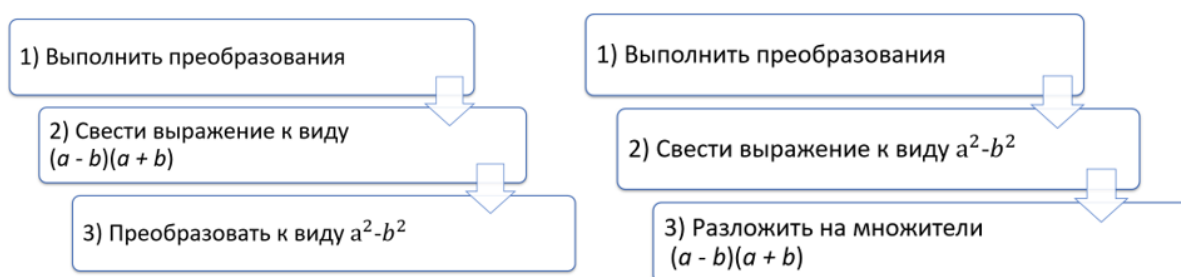 1) Выполнить преобразования
2) Свести выражение к виду
(a - b)(a + b)
3) Преобразовать к виду a²-b²
1) Выполнить преобразования
2) Свести выражение к виду a²-b²
3) Разложить на множители
(a - b)(a + b)